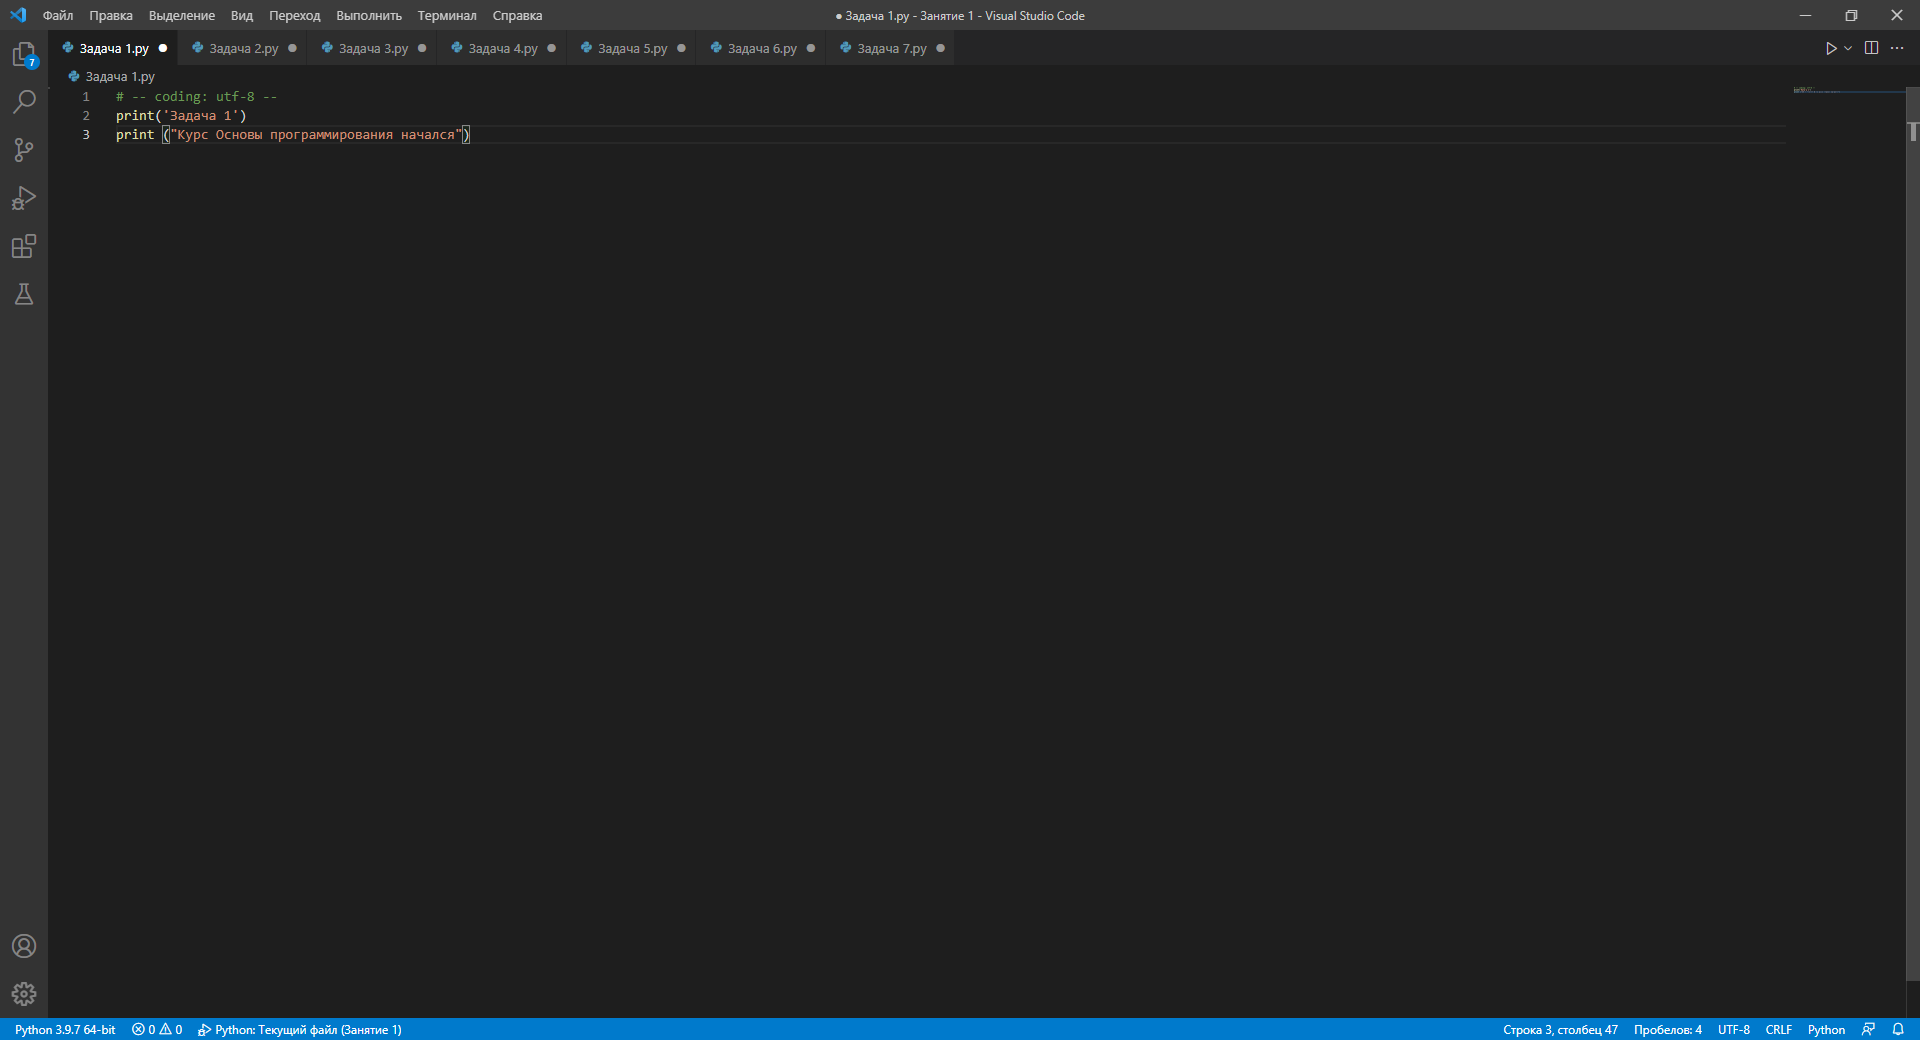 Файл Правка Выделение Вид Переход Выполнить Терминал Справка ● Задача 1.py - Занятие 1 - Visual Studio Code
Задача 1.py ● Задача 2.py ● Задача 3.py ● Задача 4.py ● Задача 5.py ● Задача 6.py ● Задача 7.py ●
7
Задача 1.py
1 # -- coding: utf-8 --
2 print('Задача 1')
3 print ("Курс Основы программирования начался")
Python 3.9.7 64-bit 0 0 Python: Текущий файл (Занятие 1) Строка 3, столбец 47 Пробелов: 4 UTF-8 CRLF Python